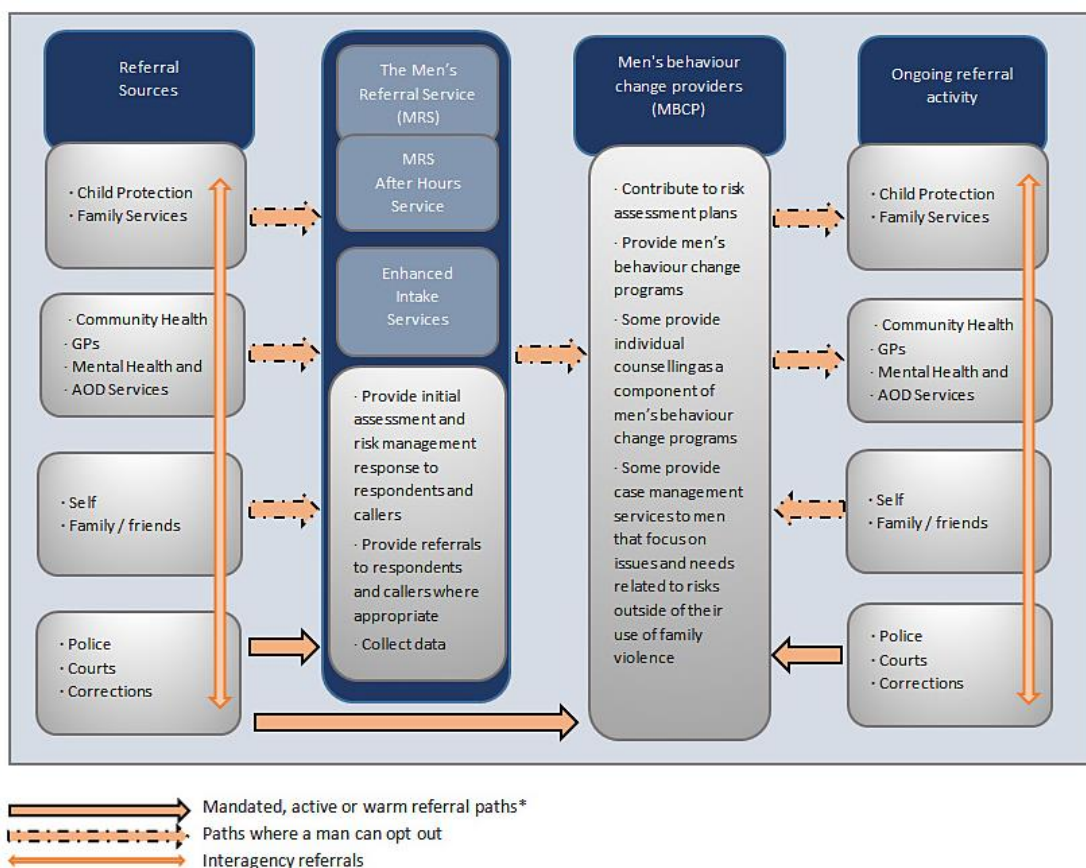 Referral
Sources
· Child Protection
· Family Services
· Community Health
· GPs
· Mental Health and
· AOD Services
· Self
· Family / friends
· Police
· Courts
· Corrections
The Men's
Referral Service
(MRS)
MRS
After Hours
Service
Enhanced
Intake
Services
· Provide initial
assessment and
risk management
response to
respondents and
callers
· Provide referrals
to respondents
and callers where
appropriate
· Collect data
Men's behaviour
change providers
(MBCP)
· Contribute to risk
assessment plans
· Provide men's
behaviour change
programs
· Some provide
individual
counselling as a
component of
men's behaviour
change programs
· Some provide
case management
services to men
that focus on
issues and needs
related to risks
outside of their
use of family
violence
Ongoing referral
activity
· Child Protection
· Family Services
· Community Health
· GPs
· Mental Health and
· AOD Services
· Self
· Family / friends
· Police
· Courts
· Corrections
Mandated, active or warm referral paths*
Paths where a man can opt out
Interagency referrals